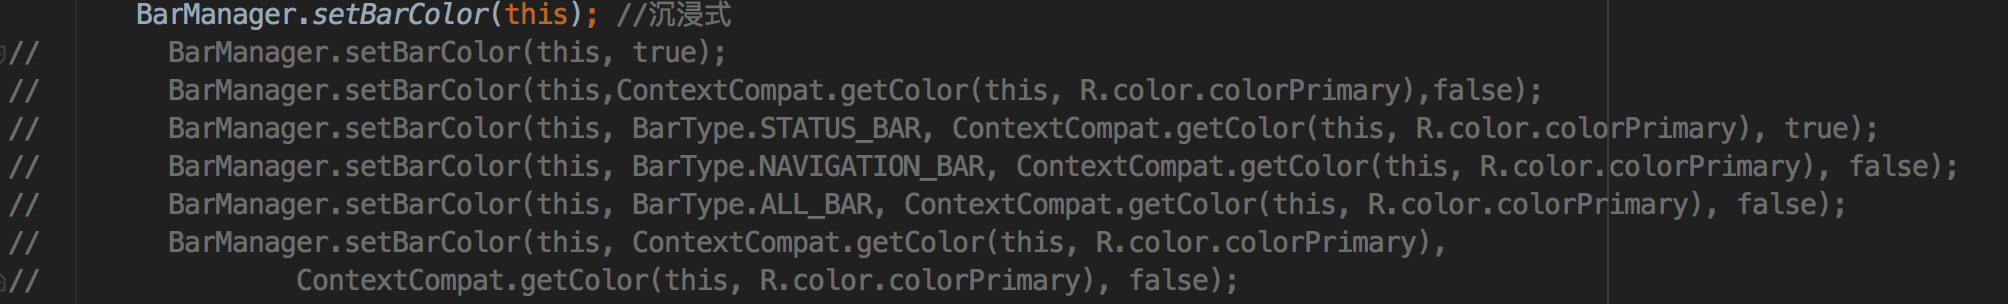 BarManager.setBarColor(this); //沉浸式
//        BarManager.setBarColor(this, true);
//        BarManager.setBarColor(this,ContextCompat.getColor(this, R.color.colorPrimary),false);
//        BarManager.setBarColor(this, BarType.STATUS_BAR, ContextCompat.getColor(this, R.color.colorPrimary), true);
//        BarManager.setBarColor(this, BarType.NAVIGATION_BAR, ContextCompat.getColor(this, R.color.colorPrimary), false);
//        BarManager.setBarColor(this, BarType.ALL_BAR, ContextCompat.getColor(this, R.color.colorPrimary), false);
//        BarManager.setBarColor(this, ContextCompat.getColor(this, R.color.colorPrimary),
//                ContextCompat.getColor(this, R.color.colorPrimary), false);